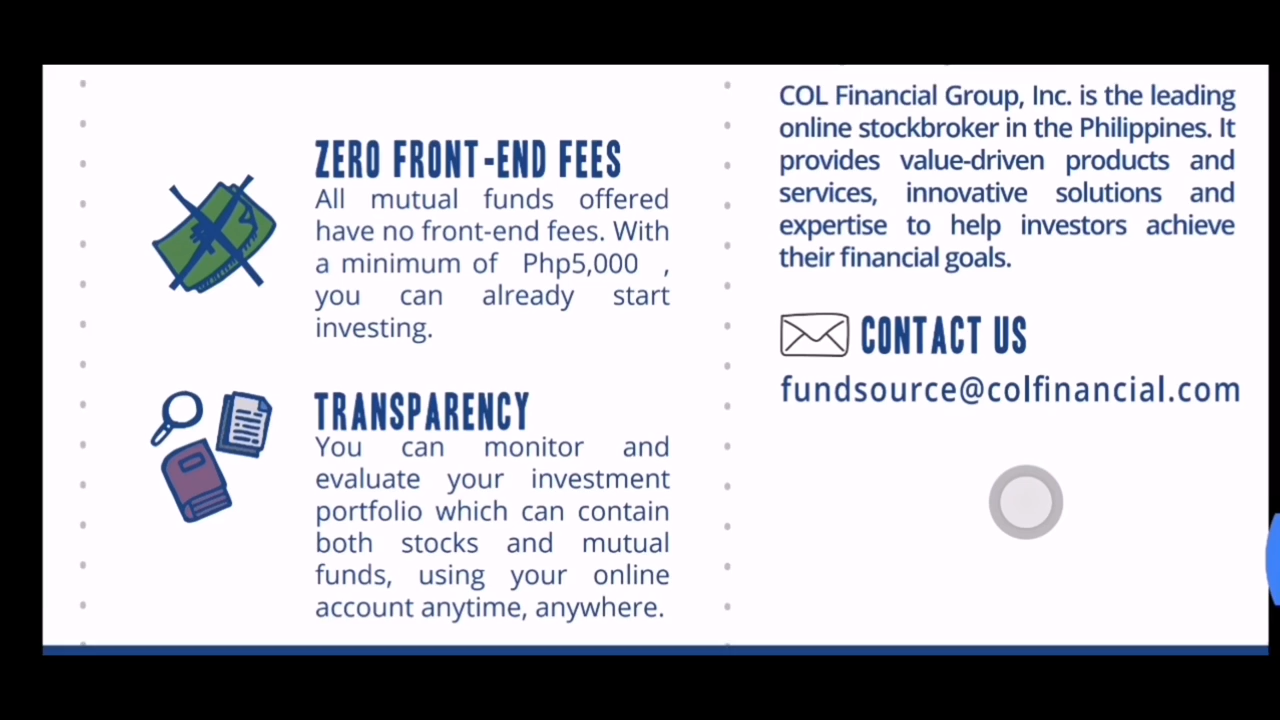 ZERO FRONT-END FEES
All mutual funds offered
have no front-end fees. With
a minimum of Php5,000 ,
you can already start
investing.
TRANSPARENCY
You can monitor and
evaluate your investment
portfolio which can contain
both stocks and mutual
funds, using your online
account anytime, anywhere.
COL Financial Group, Inc. is the leading
online stockbroker in the Philippines. It
provides value-driven products and
services, innovative solutions and
expertise to help investors achieve
their financial goals.
CONTACT US
fundsource@colfinancial.com